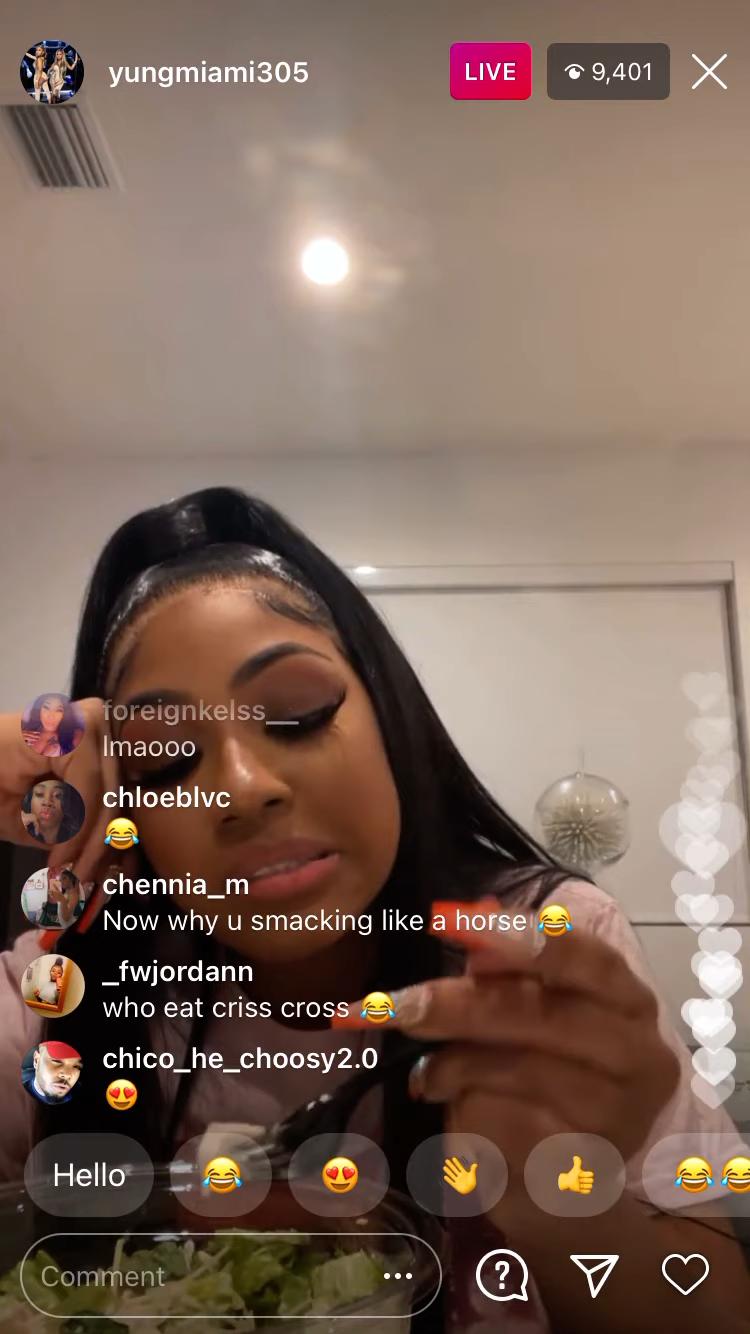 yungmiami305
LIVE
9,401
foreignkelss__
lmaooo
chloeblvc
😂
chennia_m
Now why u smacking like a horse 😂
_fwjordann
who eat criss cross 😂
chico_he_choosy2.0
😍
Hello 😂 😍 👋 👍 😂😂
Comment